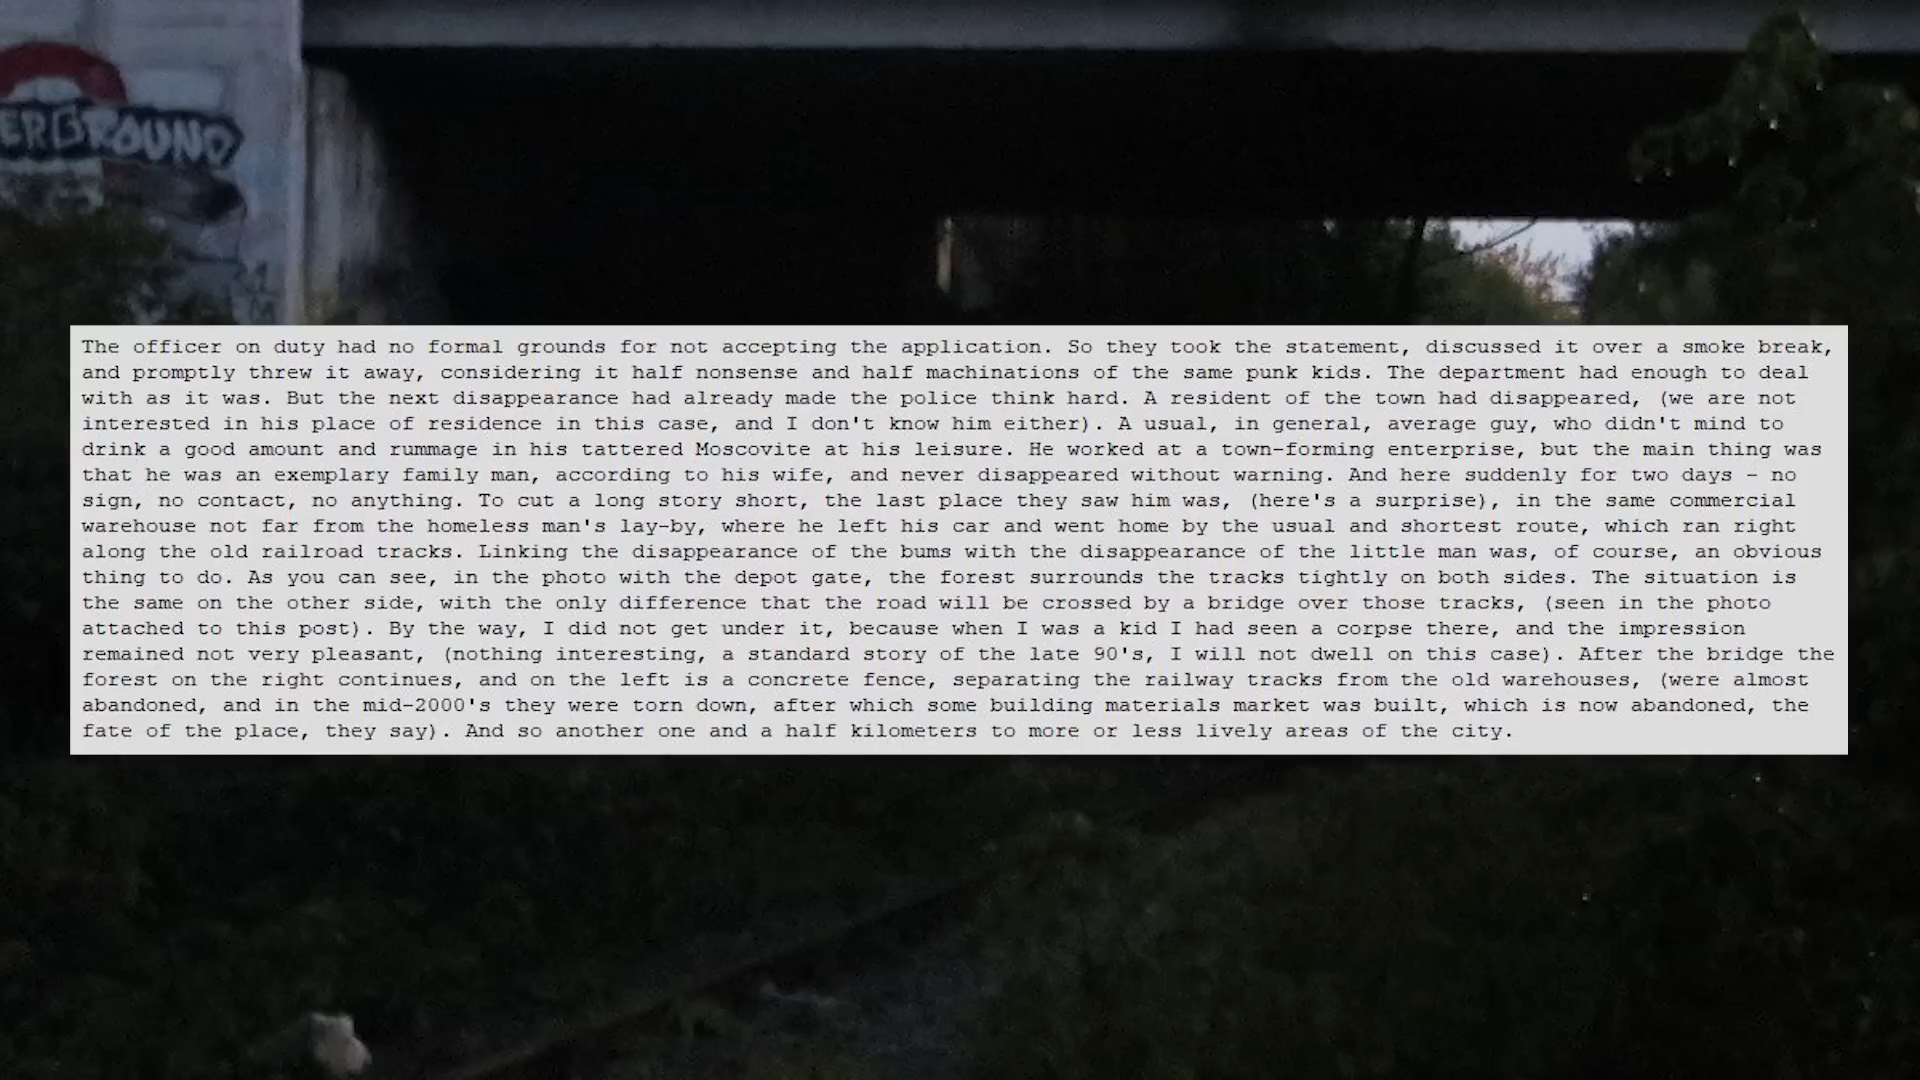 ERGROUND
The officer on duty had no formal grounds for not accepting the application. So they took the statement, discussed it over a smoke break,
and promptly threw it away, considering it half nonsense and half machinations of the same punk kids. The department had enough to deal
with as it was. But the next disappearance had already made the police think hard. A resident of the town had disappeared, (we are not
interested in his place of residence in this case, and I don't know him either). A usual, in general, average guy, who didn't mind to
drink a good amount and rummage in his tattered Moscovite at his leisure. He worked at a town-forming enterprise, but the main thing was
that he was an exemplary family man, according to his wife, and never disappeared without warning. And here suddenly for two days - no
sign, no contact, no anything. To cut a long story short, the last place they saw him was, (here's a surprise), in the same commercial
warehouse not far from the homeless man's lay-by, where he left his car and went home by the usual and shortest route, which ran right
along the old railroad tracks. Linking the disappearance of the bums with the disappearance of the little man was, of course, an obvious
thing to do. As you can see, in the photo with the depot gate, the forest surrounds the tracks tightly on both sides. The situation is
the same on the other side, with the only difference that the road will be crossed by a bridge over those tracks, (seen in the photo
attached to this post). By the way, I did not get under it, because when I was a kid I had seen a corpse there, and the impression
remained not very pleasant, (nothing interesting, a standard story of the late 90's, I will not dwell on this case). After the bridge the
forest on the right continues, and on the left is a concrete fence, separating the railway tracks from the old warehouses, (were almost
abandoned, and in the mid-2000's they were torn down, after which some building materials market was built, which is now abandoned, the
fate of the place, they say). And so another one and a half kilometers to more or less lively areas of the city.